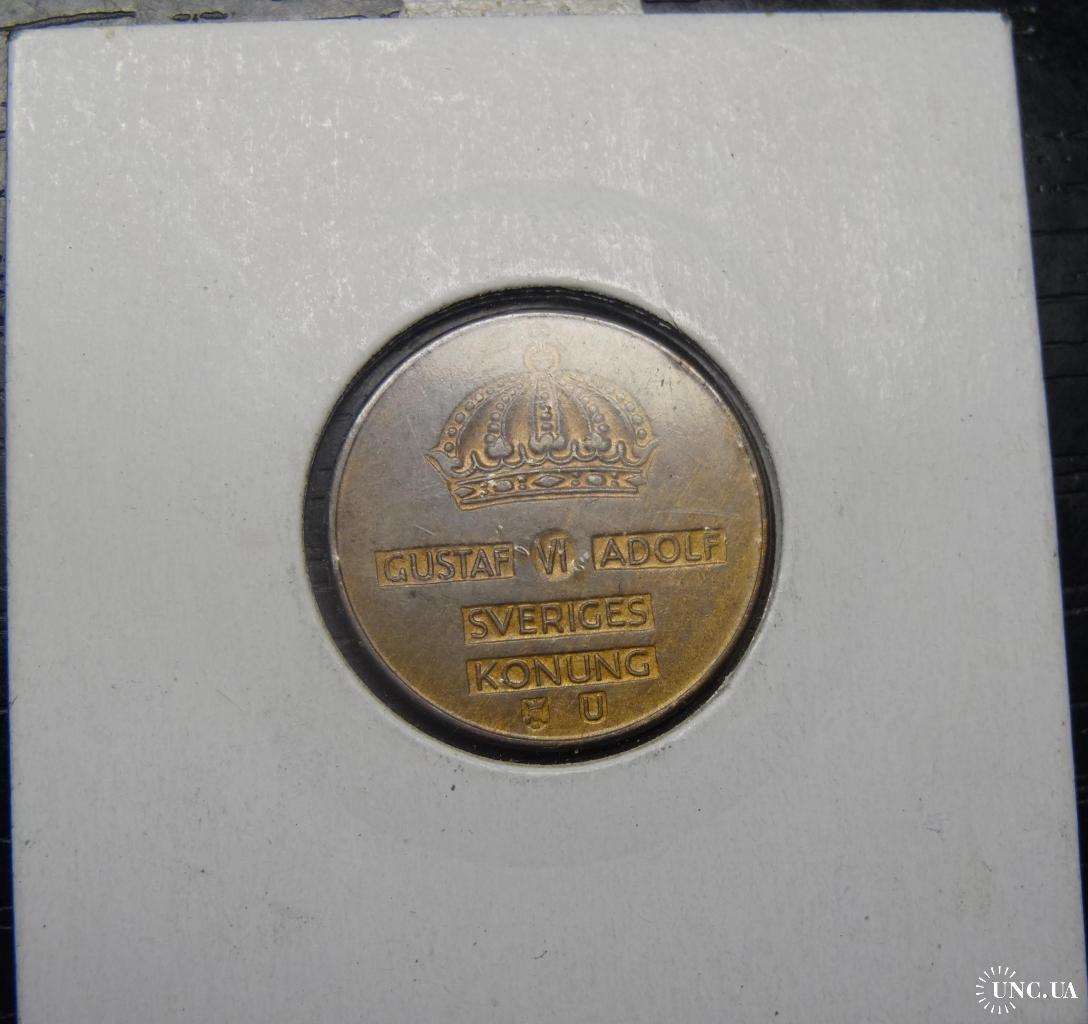 GUSTAF VI ADOLF
SVERIGES
KONUNG
U
UNC.UA